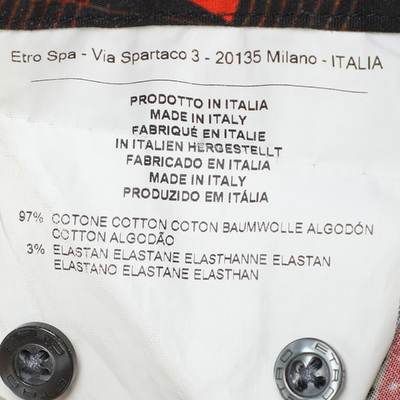 Etro Spa - Via Spartaco 3 - 20135 Milano - ITALIA
PRODOTTO IN ITALIA
MADE IN ITALY
FABRIQUÉ EN ITALIE
IN ITALIEN HERGESTELLT
FABRICADO EN ITALIA
MADE IN ITALY
PRODUZIDO EM ITÁLIA
97% COTONE COTTON COTON BAUMWOLLE ALGODÓN
COTTON ALGODÃO
3% ELASTAN ELASTANE ELASTHANNE ELASTAN
ELASTANO ELASTANE ELASTHAN
ETRO
ETRO